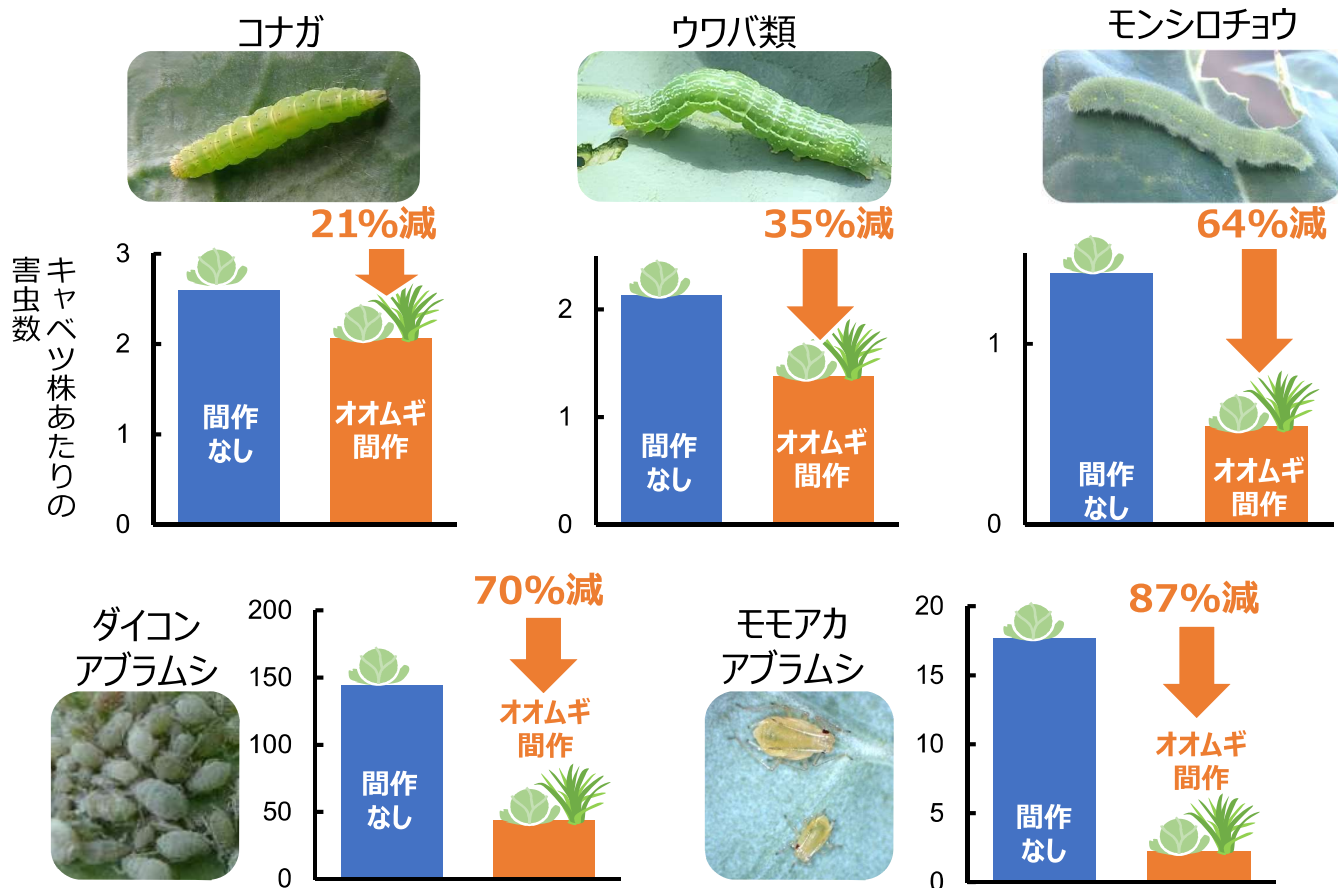 コナガ
ウワバ類
モンシロチョウ
21%減
35%減
64%減
キャベツ株あたりの
害虫数
3
2
1
0
間作
なし
オオムギ
間作
2
1
0
間作
なし
オオムギ
間作
1
0
間作
なし
オオムギ
間作
ダイコン
アブラムシ
70%減
200
150
100
50
0
間作
なし
オオムギ
間作
モモアカ
アブラムシ
87%減
20
15
10
5
0
間作
なし
オオムギ
間作